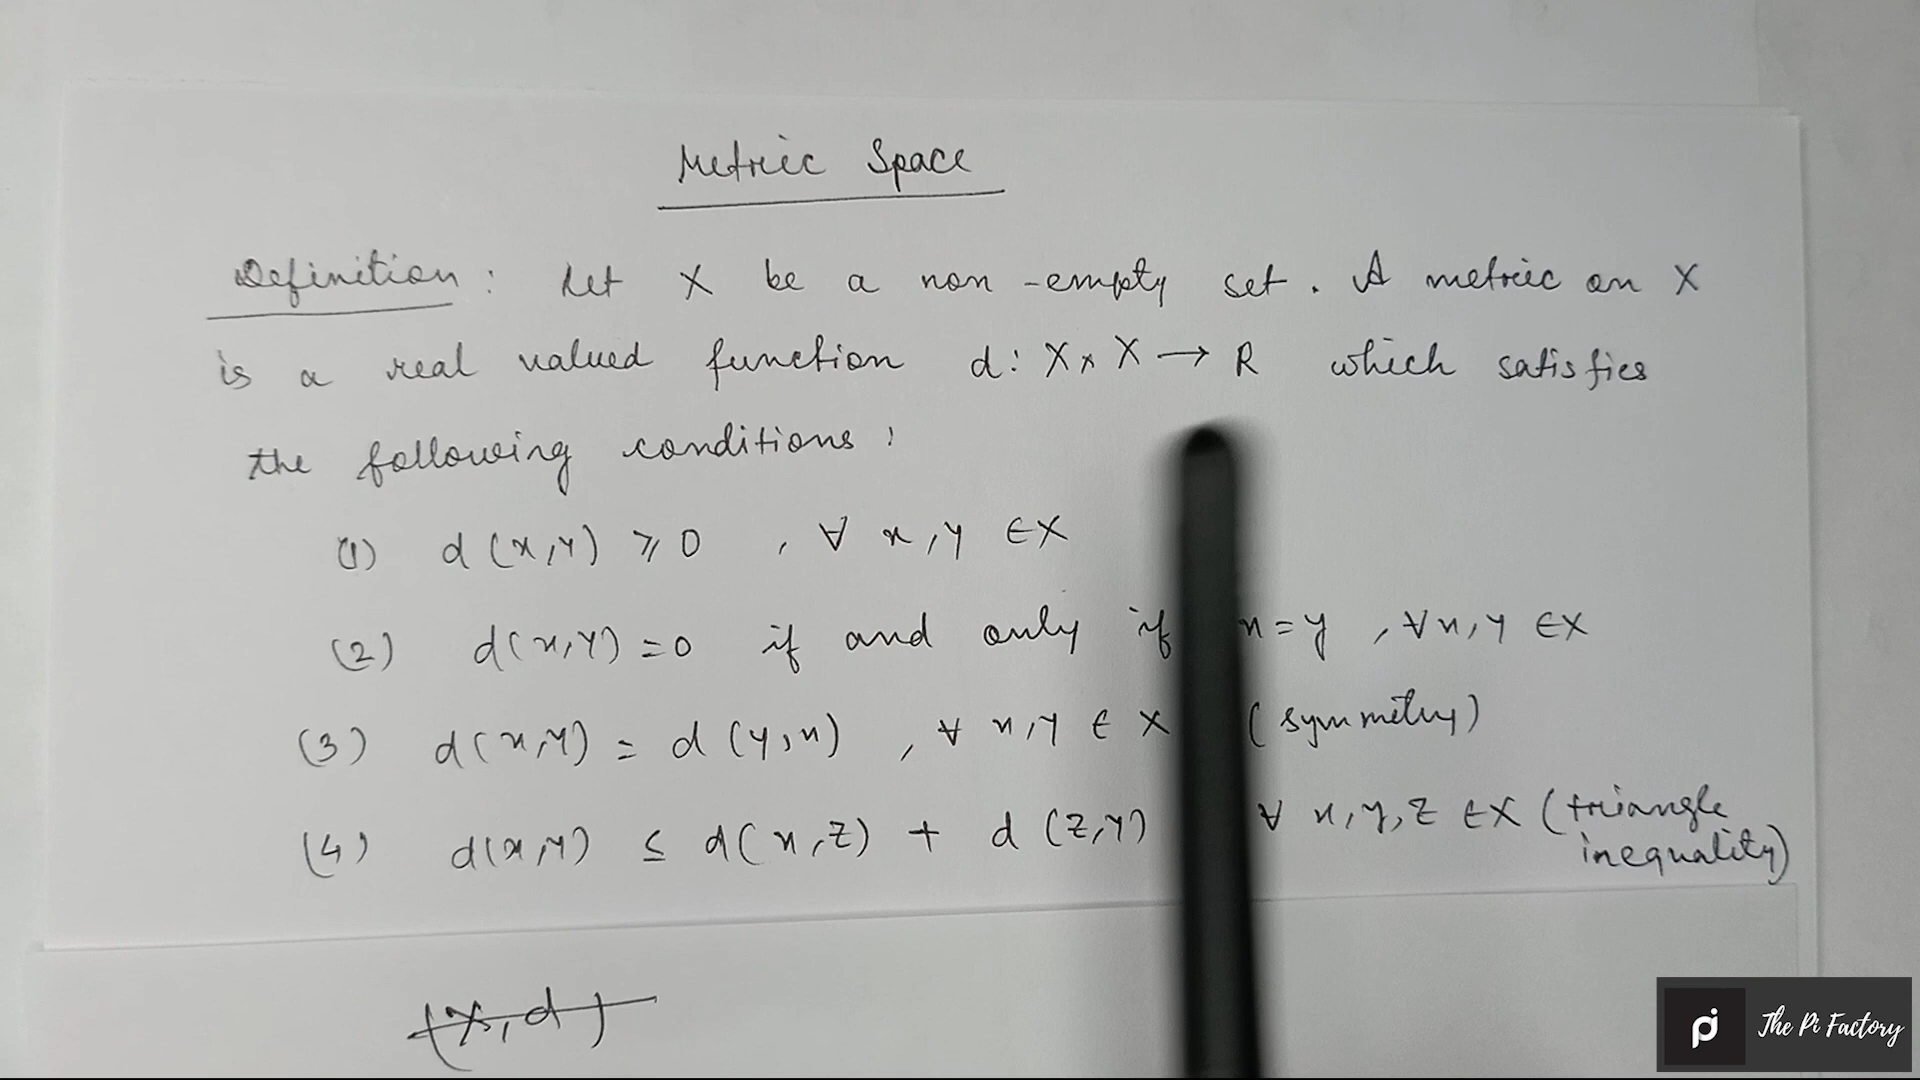 Metric Space
Definition : Let X be a non-empty set . A metric on X
is a real valued function d: X x X → R which satisfies
the following conditions :
(1) d(x,y) ≥ 0 , ∀ x,y ∈X
(2) d(x,y)=0 if and only if x=y , ∀x,y ∈X
(3) d(x,y) = d(y,x) , ∀ x,y ∈ X (symmetry)
(4) d(x,y) ≤ d(x,z) + d(z,y) ∀ x,y,z ∈X (triangle
inequality)
(X,d)
pi The Pi Factory